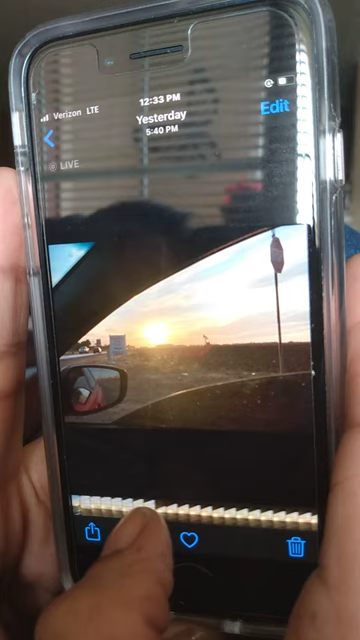 Verizon LTE
12:33 PM
Yesterday
5:40 PM
Edit
LIVE